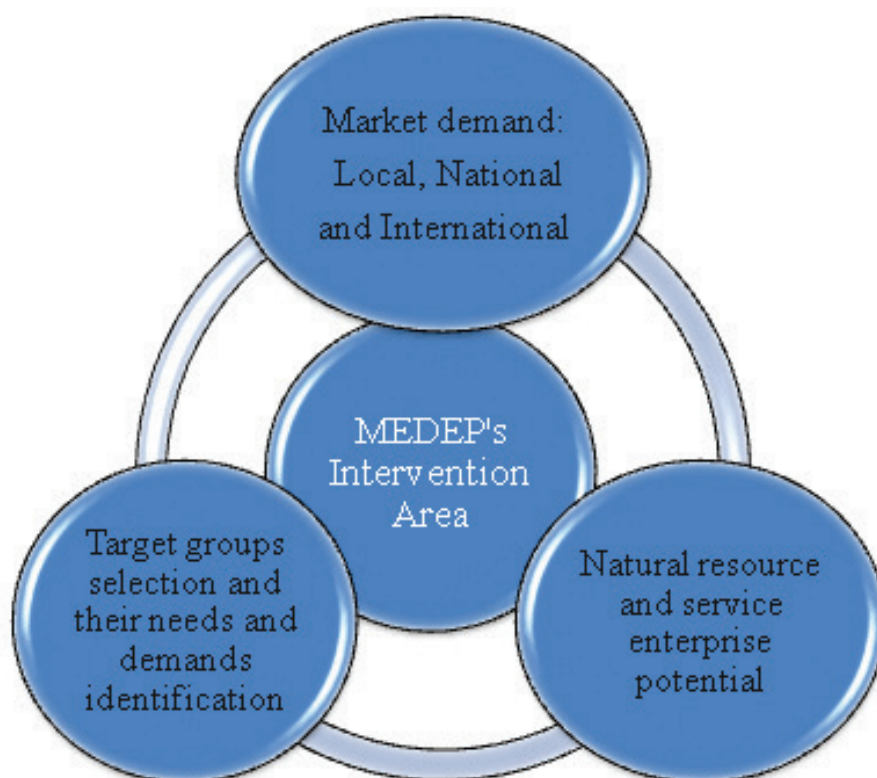 Market demand:
Local, National
and International
MEDEP's
Intervention
Area
Target groups
selection and
their needs and
demands
identification
Natural resource
and service
enterprise
potential